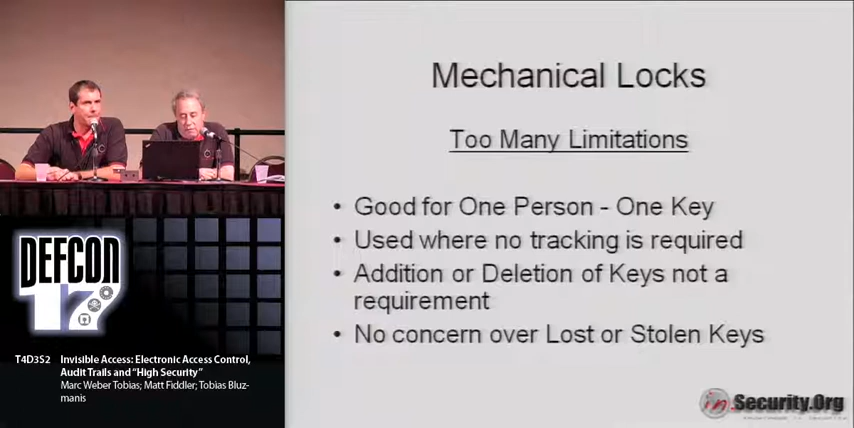 Mechanical Locks
Too Many Limitations
• Good for One Person - One Key
• Used where no tracking is required
• Addition or Deletion of Keys not a
requirement
• No concern over Lost or Stolen Keys
DEFCON
17
T4D3S2 Invisible Access: Electronic Access Control,
Audit Trails and “High Security”
Marc Weber Tobias; Matt Fiddler; Tobias Bluz-
manis
in.Security.Org